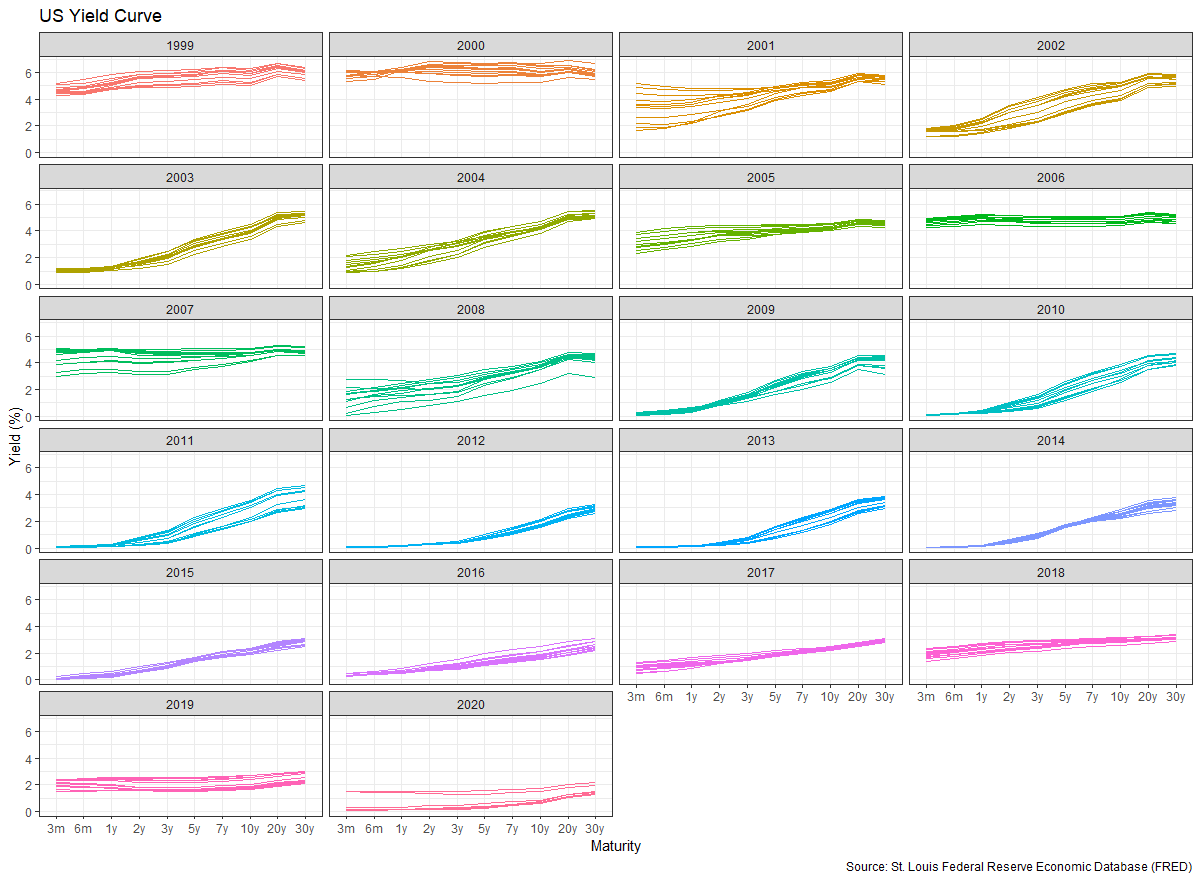 US Yield Curve
1999 2000 2001 2002
6
4
2
0
2003 2004 2005 2006
6
4
2
0
2007 2008 2009 2010
6
4
2
0
Yield (%)
2011 2012 2013 2014
6
4
2
0
2015 2016 2017 2018
6
4
2
0
3m 6m 1y 2y 3y 5y 7y 10y 20y 30y 3m 6m 1y 2y 3y 5y 7y 10y 20y 30y
2019 2020
6
4
2
0
3m 6m 1y 2y 3y 5y 7y 10y 20y 30y 3m 6m 1y 2y 3y 5y 7y 10y 20y 30y
Maturity
Source: St. Louis Federal Reserve Economic Database (FRED)